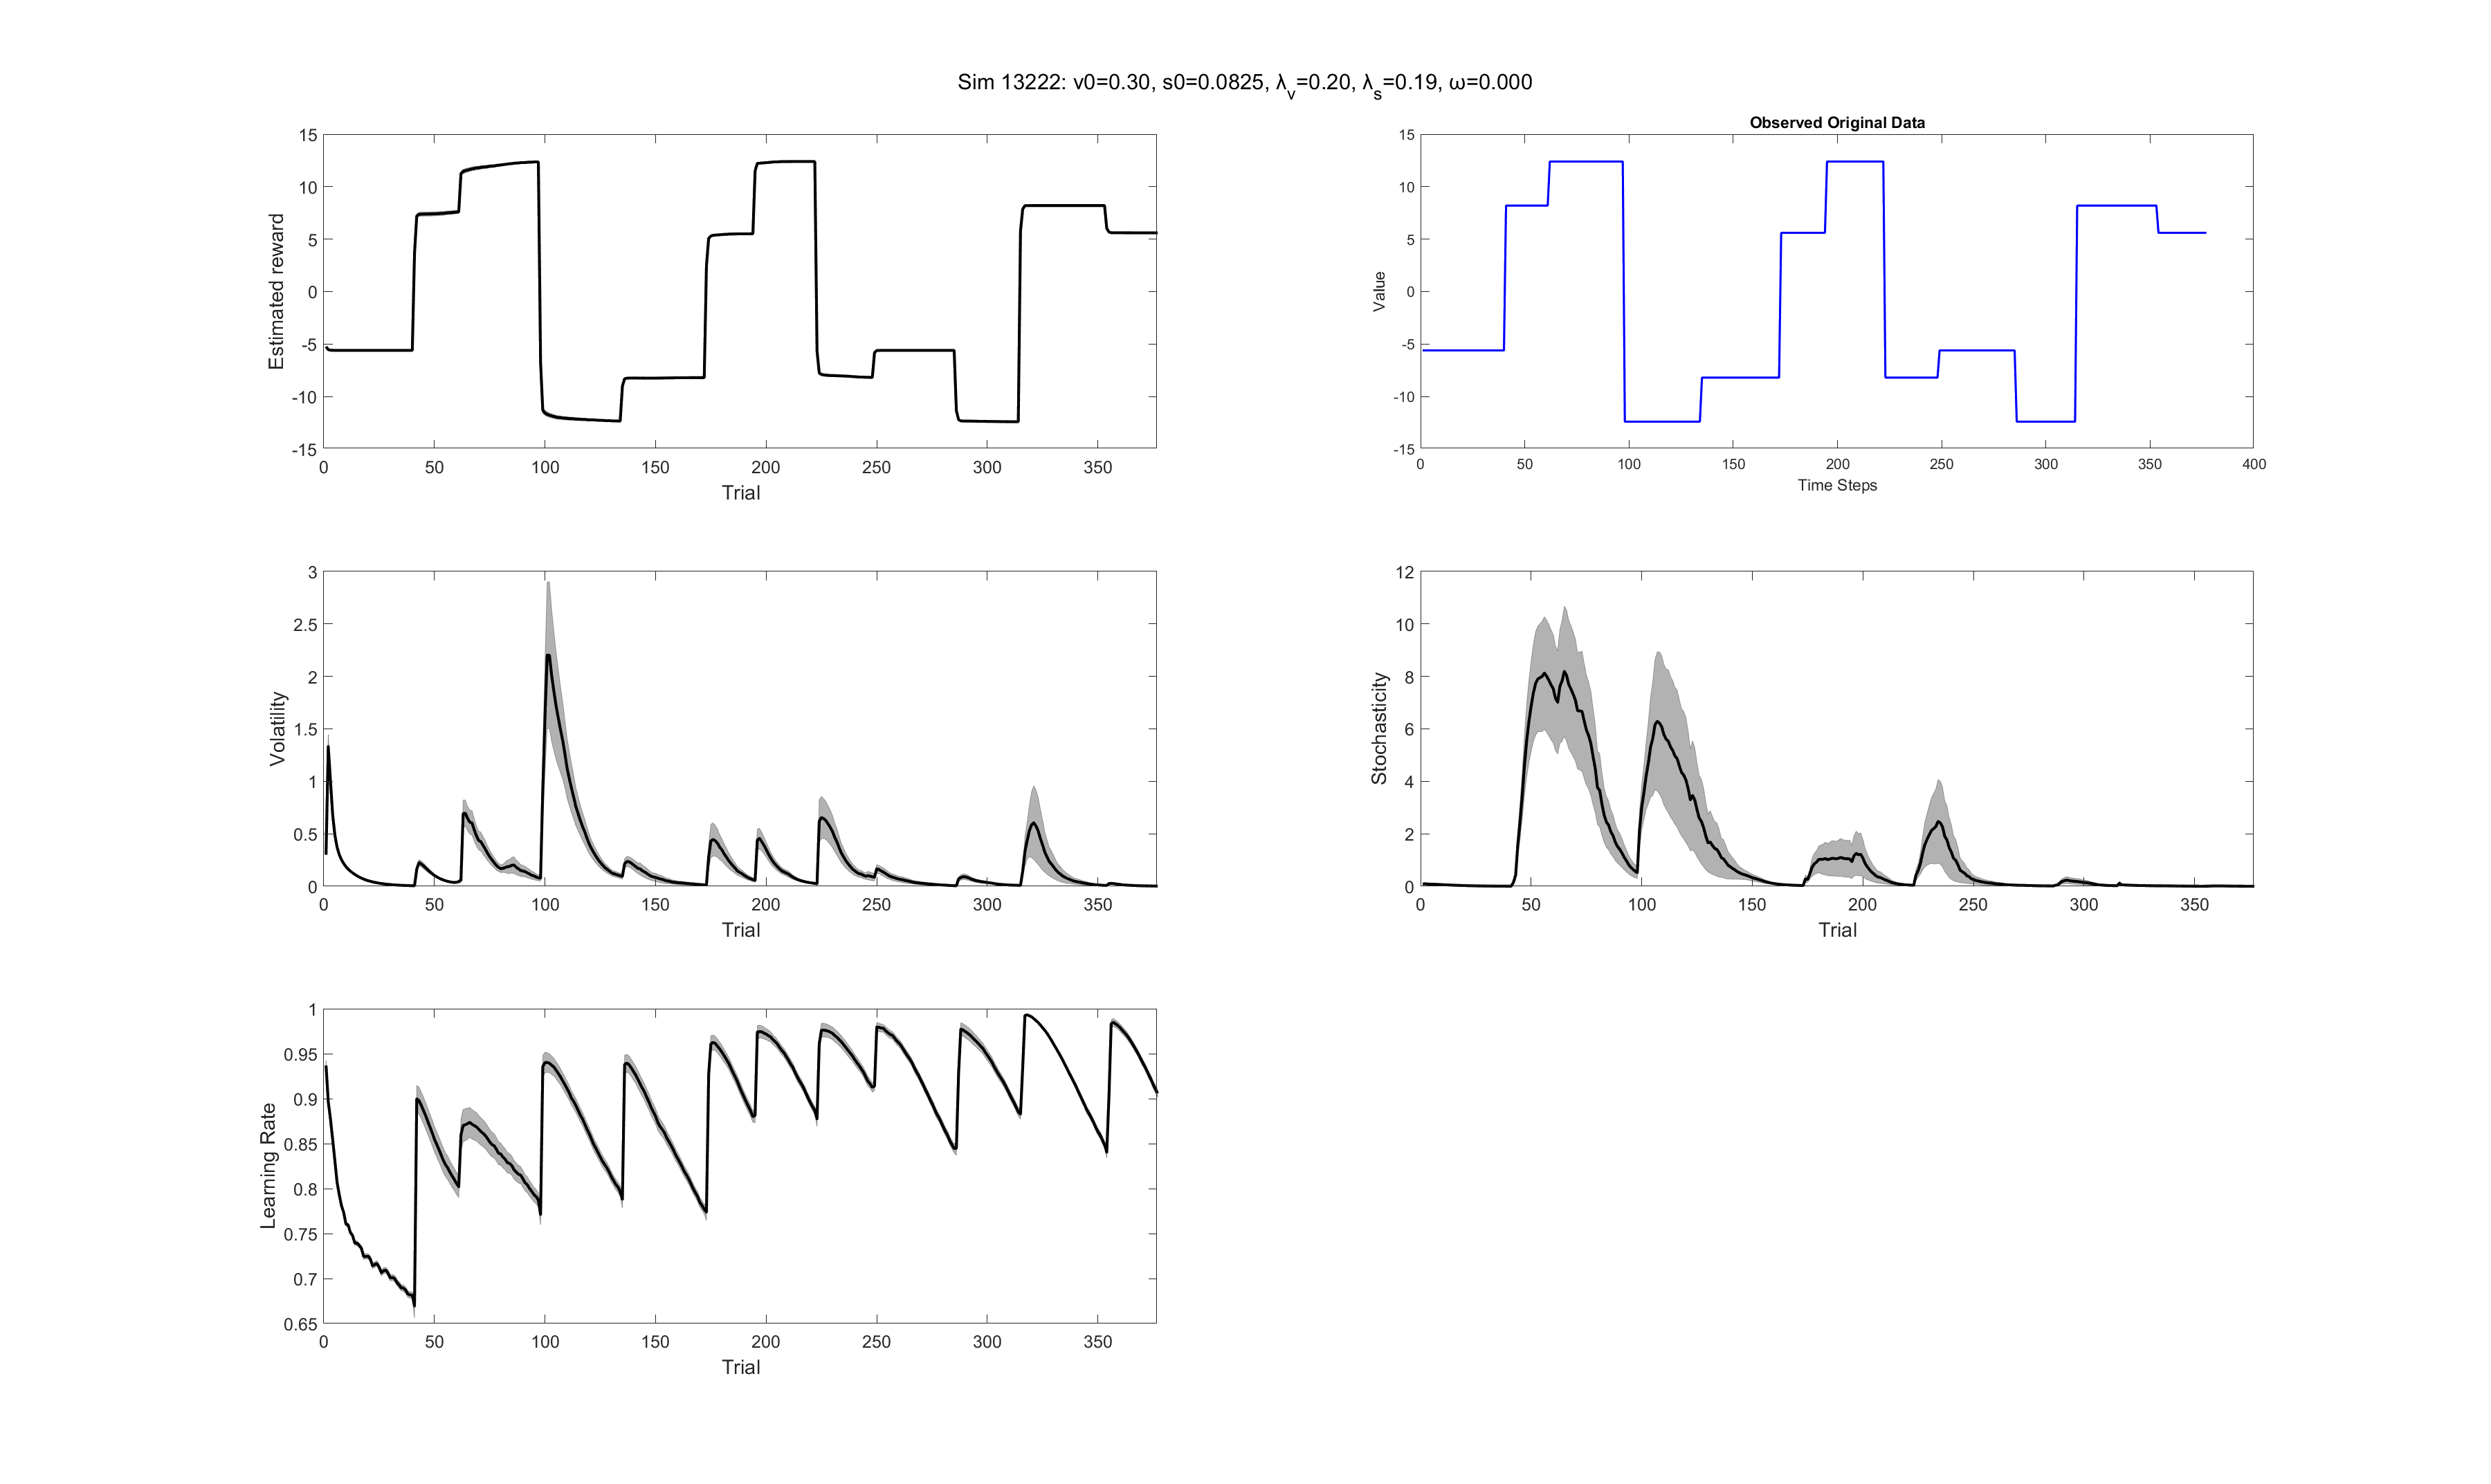 Sim 13222: v0=0.30, s0=0.0825, λ_v=0.20, λ_s=0.19, ω=0.000
15
10
5
0
-5
-10
-15
Estimated reward
0 50 100 150 200 250 300 350
Trial
Observed Original Data
15
10
5
0
-5
-10
-15
Value
0 50 100 150 200 250 300 350 400
Time Steps
3
2.5
2
1.5
1
0.5
0
Volatility
0 50 100 150 200 250 300 350
Trial
12
10
8
6
4
2
0
Stochasticity
0 50 100 150 200 250 300 350
Trial
1
0.95
0.9
0.85
0.8
0.75
0.7
0.65
Learning Rate
0 50 100 150 200 250 300 350
Trial